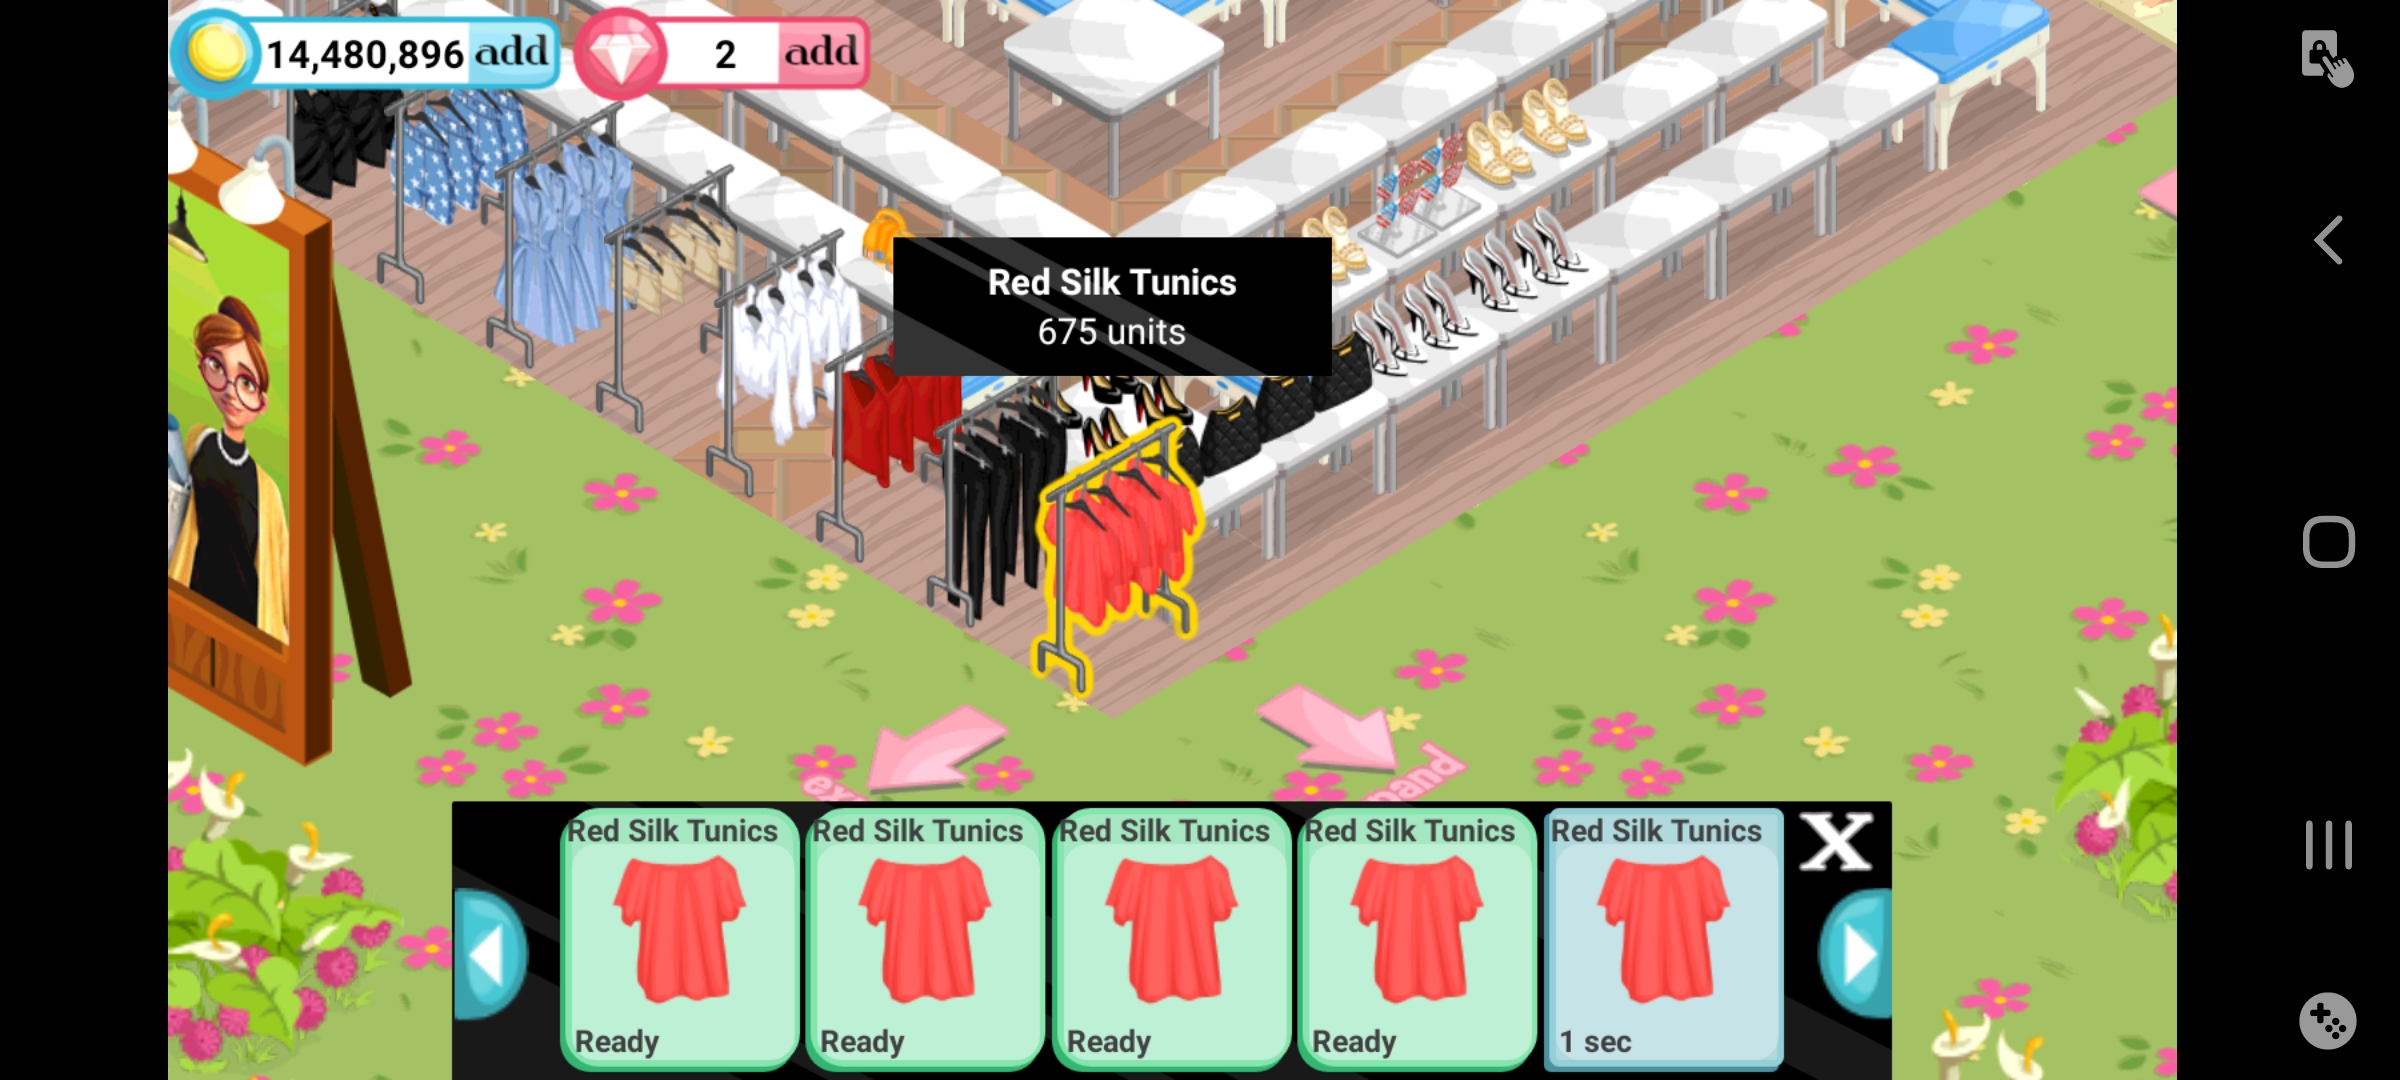 14,480,896 add
2 add
Red Silk Tunics
675 units
Red Silk Tunics
Ready
Red Silk Tunics
Ready
Red Silk Tunics
Ready
Red Silk Tunics
Ready
Red Silk Tunics
1 sec
X